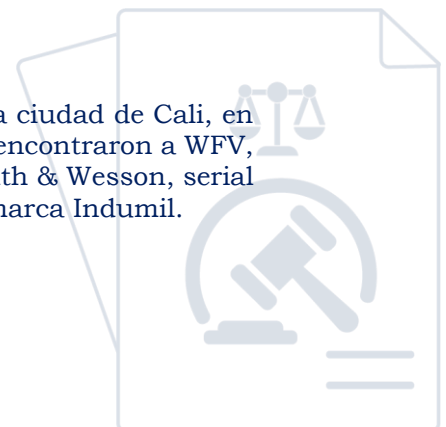 a ciudad de Cali, en
encontraron a WFV,
th & Wesson, serial
marca Indumil.